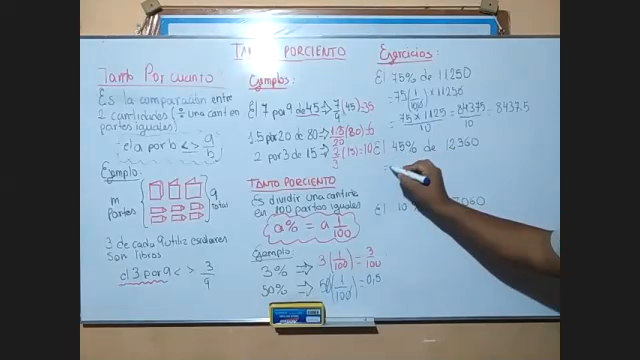 TANTO PORCIENTO
Tanto Por cuanto
Es la comparación entre
2 cantidades (÷ una cant en
partes iguales)
el a por b <=> a/b
Ejemplo:
m
partes
9
total
3 de cada 9 utiles escolares
Son libros
el 3 por 9 < > 3/9
Ejemplos:
El 7 por 9 de 45 → 7/9 (45) = 35
1.5 por 20 de 80 → 1.5/20 (80) = 6
2 por 3 de 15 → 2/3 (15) = 10
TANTO PORCIENTO
Es dividir una cantida
en 100 partes iguales
a% = a 1/100
Ejemplo:
3% → 3 (1/100) = 3/100
50% → 50 (1/100) = 0,5
Ejercicios:
El 75% de 11250
= 75 (1/100) × 11250
= 75 × 1125/10 = 84375/10 = 8437.5
El 45% de 12360
=
El 10
060